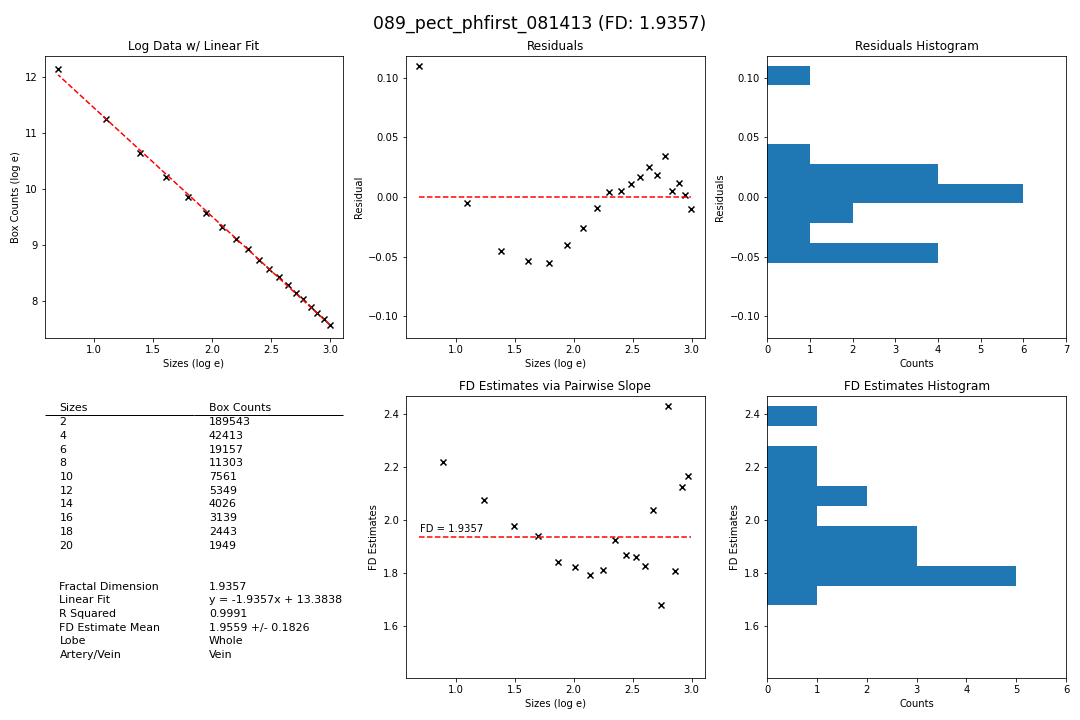 089_pect_phfirst_081413 (FD: 1.9357)
Log Data w/ Linear Fit
Box Counts (log e)
12
11
10
9
8
1.0 1.5 2.0 2.5 3.0
Sizes (log e)
Residuals
Residual
0.10
0.05
0.00
−0.05
−0.10
1.0 1.5 2.0 2.5 3.0
Sizes (log e)
Residuals Histogram
Residuals
0.10
0.05
0.00
−0.05
−0.10
0 1 2 3 4 5 6 7
Counts
Sizes Box Counts
2 189543
4 42413
6 19157
8 11303
10 7561
12 5349
14 4026
16 3139
18 2443
20 1949
Fractal Dimension 1.9357
Linear Fit y = -1.9357x + 13.3838
R Squared 0.9991
FD Estimate Mean 1.9559 +/- 0.1826
Lobe Whole
Artery/Vein Vein
FD Estimates via Pairwise Slope
FD Estimates
2.4
2.2
2.0
1.8
1.6
FD = 1.9357
1.0 1.5 2.0 2.5 3.0
Sizes (log e)
FD Estimates Histogram
FD Estimates
2.4
2.2
2.0
1.8
1.6
0 1 2 3 4 5 6
Counts